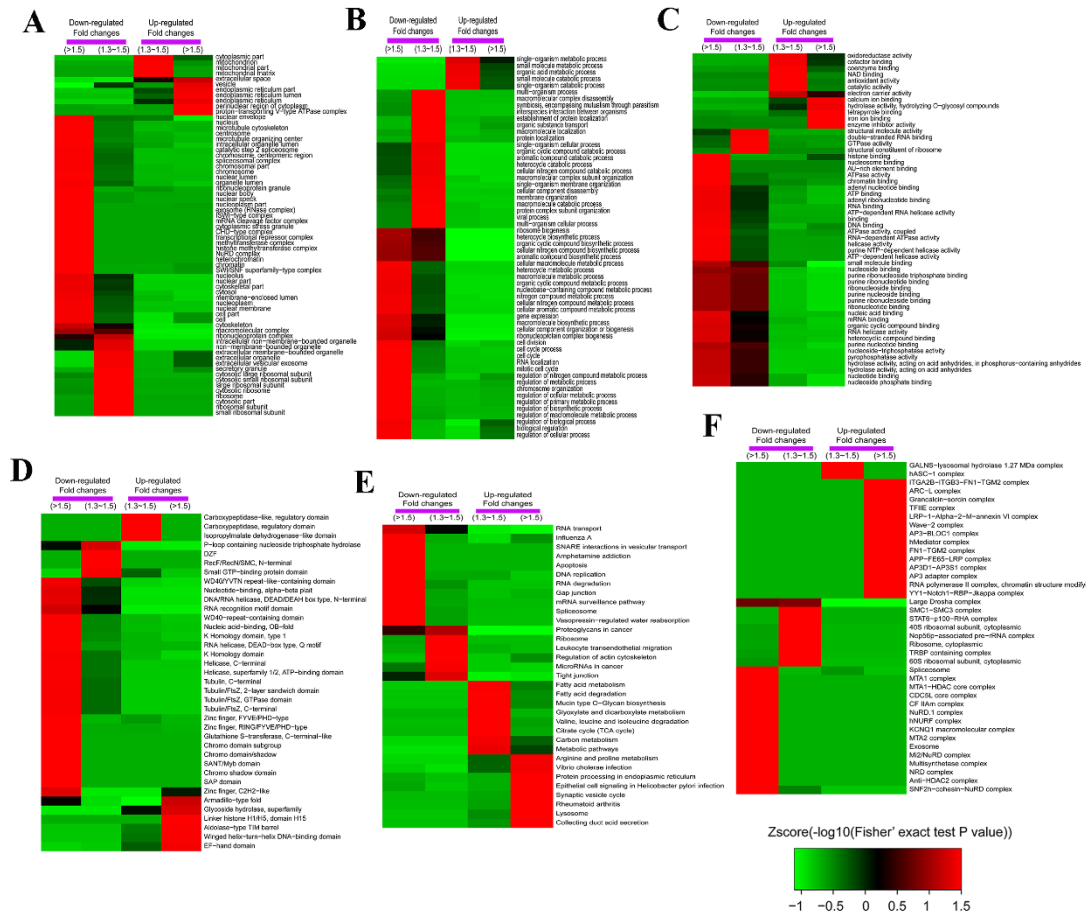 A
Down-regulated
Fold changes
Up-regulated
Fold changes
(>1.5)
(1.3~1.5)
(1.3~1.5)
(>1.5)
cytoplasmic part
mitochondrion
mitochondrial part
mitochondrial matrix
extracellular space
vesicle
endoplasmic reticulum part
endoplasmic reticulum lumen
endoplasmic reticulum
perinuclear region of cytoplasm
proton-transporting V-type ATPase complex
nuclear envelope
nucleus
microtubule cytoskeleton
centrosome
microtubule organizing center
intracellular organelle lumen
catalytic step 2 spliceosome
chromosome, centromeric region
spliceosomal complex
chromosomal part
chromosome
nuclear lumen
organelle lumen
ribonucleoprotein granule
nuclear body
nuclear speck
nucleoplasm part
exosome (RNase complex)
ISWI-type complex
mRNA cleavage factor complex
cytoplasmic stress granule
CHD-type complex
transcriptional repressor complex
methyltransferase complex
histone methyltransferase complex
NuRD complex
heterochromatin
chromatin
SWI/SNF superfamily-type complex
nucleolus
nuclear part
cytoskeletal part
cytosol
membrane-enclosed lumen
nucleoplasm
nuclear membrane
cell part
cell
cytoskeleton
macromolecular complex
ribonucleoprotein complex
intracellular non-membrane-bounded organelle
non-membrane-bounded organelle
extracellular membrane-bounded organelle
extracellular organelle
extracellular vesicular exosome
secretory granule
cytosolic large ribosomal subunit
cytosolic small ribosomal subunit
large ribosomal subunit
cytosolic ribosome
ribosome
cytosolic part
ribosomal subunit
small ribosomal subunit
B
Down-regulated
Fold changes
Up-regulated
Fold changes
(>1.5)
(1.3~1.5)
(1.3~1.5)
(>1.5)
single-organism metabolic process
small molecule metabolic process
organic acid metabolic process
small molecule catabolic process
single-organism catabolic process
multi-organism process
macromolecular complex disassembly
symbiosis, encompassing mutualism through parasitism
interspecies interaction between organisms
establishment of protein localization
organic substance transport
macromolecule localization
protein localization
single-organism cellular process
organic cyclic compound catabolic process
aromatic compound catabolic process
heterocycle catabolic process
cellular nitrogen compound catabolic process
macromolecular complex subunit organization
single-organism membrane organization
cellular component disassembly
membrane organization
macromolecule catabolic process
protein complex subunit organization
viral process
multi-organism cellular process
ribosome biogenesis
heterocycle biosynthetic process
organic cyclic compound biosynthetic process
cellular nitrogen compound biosynthetic process
aromatic compound biosynthetic process
cellular macromolecule metabolic process
heterocycle metabolic process
macromolecule metabolic process
organic cyclic compound metabolic process
nucleobase-containing compound metabolic process
nitrogen compound metabolic process
cellular nitrogen compound metabolic process
cellular aromatic compound metabolic process
gene expression
macromolecule biosynthetic process
cellular component organization or biogenesis
ribonucleoprotein complex biogenesis
cell division
cell cycle process
cell cycle
RNA localization
mitotic cell cycle
regulation of nitrogen compound metabolic process
regulation of metabolic process
chromosome organization
regulation of cellular metabolic process
regulation of primary metabolic process
regulation of biosynthetic process
regulation of macromolecule metabolic process
regulation of biological process
biological regulation
regulation of cellular process
C
Down-regulated
Fold changes
Up-regulated
Fold changes
(>1.5)
(1.3~1.5)
(1.3~1.5)
(>1.5)
oxidoreductase activity
cofactor binding
coenzyme binding
NAD binding
antioxidant activity
catalytic activity
electron carrier activity
calcium ion binding
hydrolase activity, hydrolyzing O-glycosyl compounds
tetrapyrrole binding
iron ion binding
enzyme inhibitor activity
structural molecule activity
double-stranded RNA binding
GTPase activity
structural constituent of ribosome
histone binding
nucleosome binding
AU-rich element binding
ATPase activity
chromatin binding
adenyl nucleotide binding
ATP binding
adenyl ribonucleotide binding
RNA binding
ATP-dependent RNA helicase activity
binding
DNA binding
ATPase activity, coupled
RNA-dependent ATPase activity
helicase activity
purine NTP-dependent helicase activity
ATP-dependent helicase activity
small molecule binding
nucleoside binding
purine ribonucleoside triphosphate binding
purine ribonucleoside binding
purine nucleoside binding
purine ribonucleotide binding
ribonucleotide binding
nucleic acid binding
mRNA binding
organic cyclic compound binding
RNA helicase activity
heterocyclic compound binding
purine nucleotide binding
nucleoside-triphosphatase activity
pyrophosphatase activity
hydrolase activity, acting on acid anhydrides, in phosphorus-containing anhydrides
hydrolase activity, acting on acid anhydrides
nucleotide binding
nucleoside phosphate binding
D
Down-regulated
Fold changes
Up-regulated
Fold changes
(>1.5)
(1.3~1.5)
(1.3~1.5)
(>1.5)
Carboxypeptidase-like, regulatory domain
Carboxypeptidase, regulatory domain
Isopropylmalate dehydrogenase-like domain
P-loop containing nucleoside triphosphate hydrolase
DZF
RecF/RecN/SMC, N-terminal
Small GTP-binding protein domain
WD40/YVTN repeat-like-containing domain
Nucleotide-binding, alpha-beta plait
DNA/RNA helicase, DEAD/DEAH box type, N-terminal
RNA recognition motif domain
WD40-repeat-containing domain
Nucleic acid-binding, OB-fold
K Homology domain, type 1
RNA helicase, DEAD-box type, Q motif
K Homology domain
Helicase, C-terminal
Helicase, superfamily 1/2, ATP-binding domain
Tubulin, C-terminal
Tubulin/FtsZ, 2-layer sandwich domain
Tubulin/FtsZ, GTPase domain
Tubulin/FtsZ, C-terminal
Zinc finger, FYVE/PHD-type
Zinc finger, RING/FYVE/PHD-type
Glutathione S-transferase, C-terminal-like
Chromo domain subgroup
Chromo domain/shadow
SANT/Myb domain
Chromo shadow domain
SAP domain
Zinc finger, C2H2-like
Armadillo-type fold
Glycoside hydrolase, superfamily
Linker histone H1/H5, domain H15
Aldolase-type TIM barrel
Winged helix-turn-helix DNA-binding domain
EF-hand domain
E
Down-regulated
Fold changes
Up-regulated
Fold changes
(>1.5)
(1.3~1.5)
(1.3~1.5)
(>1.5)
RNA transport
Influenza A
SNARE interactions in vesicular transport
Amphetamine addiction
Apoptosis
DNA replication
RNA degradation
Gap junction
mRNA surveillance pathway
Spliceosome
Vasopressin-regulated water reabsorption
Proteoglycans in cancer
Ribosome
Leukocyte transendothelial migration
Regulation of actin cytoskeleton
MicroRNAs in cancer
Tight junction
Fatty acid metabolism
Fatty acid degradation
Mucin type O-Glycan biosynthesis
Glyoxylate and dicarboxylate metabolism
Valine, leucine and isoleucine degradation
Citrate cycle (TCA cycle)
Carbon metabolism
Metabolic pathways
Arginine and proline metabolism
Vibrio cholerae infection
Protein processing in endoplasmic reticulum
Epithelial cell signaling in Helicobacter pylori infection
Synaptic vesicle cycle
Rheumatoid arthritis
Lysosome
Collecting duct acid secretion
F
Down-regulated
Fold changes
Up-regulated
Fold changes
(>1.5)
(1.3~1.5)
(1.3~1.5)
(>1.5)
GALNS-lysosomal hydrolase 1.27 MDa complex
hASC-1 complex
ITGA2B-ITGB3-FN1-TGM2 complex
ARC-L complex
Grancalcin-sorcin complex
TFIIE complex
LRP-1-Alpha-2-M-annexin VI complex
Wave-2 complex
AP3-BLOC1 complex
hMediator complex
FN1-TGM2 complex
APP-FE65-LRP complex
AP3D1-AP3S1 complex
AP3 adapter complex
RNA polymerase II complex, chromatin structure modify
YY1-Notch1-RBP-Jkappa complex
Large Drosha complex
SMC1-SMC3 complex
STAT6-p100-RHA complex
40S ribosomal subunit, cytoplasmic
Nop56p-associated pre-rRNA complex
Ribosome, cytoplasmic
TRBP containing complex
60S ribosomal subunit, cytoplasmic
Spliceosome
MTA1 complex
MTA1-HDAC core complex
CDC5L core complex
CF IIAm complex
NuRD.1 complex
hNURF complex
KCNQ1 macromolecular complex
MTA2 complex
Exosome
Mi2/NuRD complex
Multisynthetase complex
NRD complex
Anti-HDAC2 complex
SNF2h-cohesin-NuRD complex
Zscore(-log10(Fisher' exact test P value))
-1
-0.5
0
0.5
1
1.5